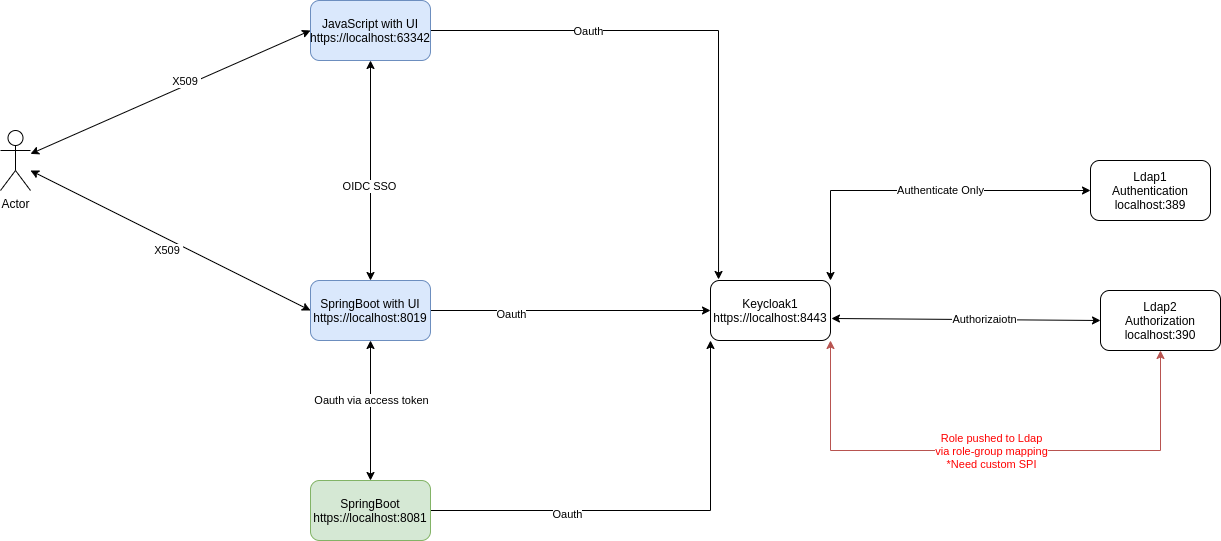 JavaScript with UI
https://localhost:63342
Oauth
X509
Actor
OIDC SSO
X509
SpringBoot with UI
https://localhost:8019
Oauth
Keycloak1
https://localhost:8443
Authenticate Only
Ldap1
Authentication
localhost:389
Authorizaiotn
Ldap2
Authorization
localhost:390
Oauth via access token
Role pushed to Ldap
via role-group mapping
*Need custom SPI
SpringBoot
https://localhost:8081
Oauth